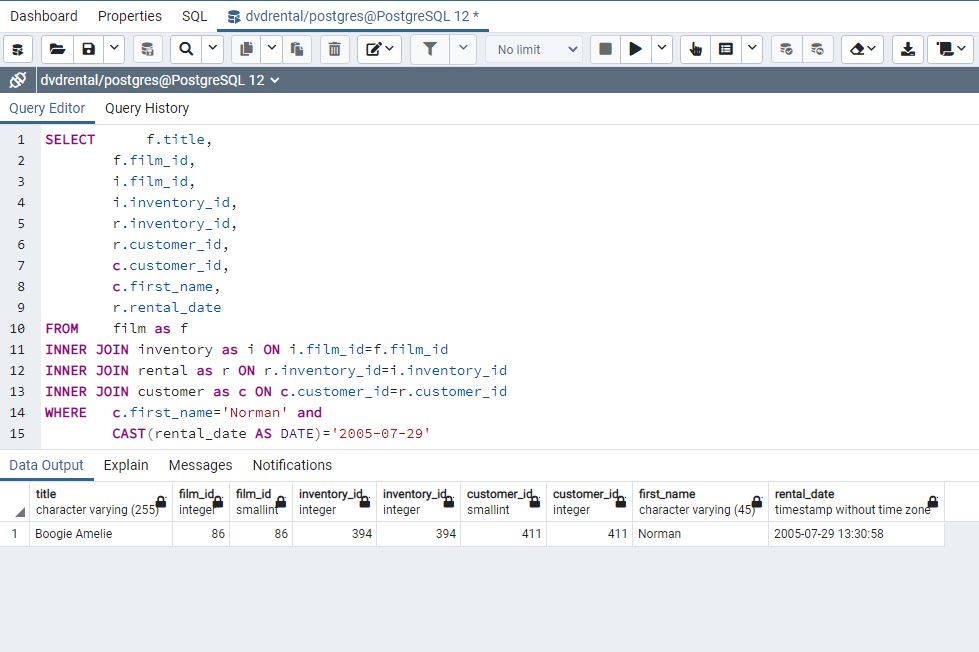 Dashboard Properties SQL dvdrental/postgres@PostgreSQL 12 *
No limit
dvdrental/postgres@PostgreSQL 12
Query Editor Query History
1 SELECT f.title,
2 f.film_id,
3 i.film_id,
4 i.inventory_id,
5 r.inventory_id,
6 r.customer_id,
7 c.customer_id,
8 c.first_name,
9 r.rental_date
10 FROM film as f
11 INNER JOIN inventory as i ON i.film_id=f.film_id
12 INNER JOIN rental as r ON r.inventory_id=i.inventory_id
13 INNER JOIN customer as c ON c.customer_id=r.customer_id
14 WHERE c.first_name='Norman' and
15 CAST(rental_date AS DATE)='2005-07-29'
Data Output Explain Messages Notifications
title film_id film_id inventory_id inventory_id customer_id customer_id first_name rental_date
character varying (255) integer smallint integer integer smallint integer character varying (45) timestamp without time zone
1 Boogie Amelie 86 86 394 394 411 411 Norman 2005-07-29 13:30:58